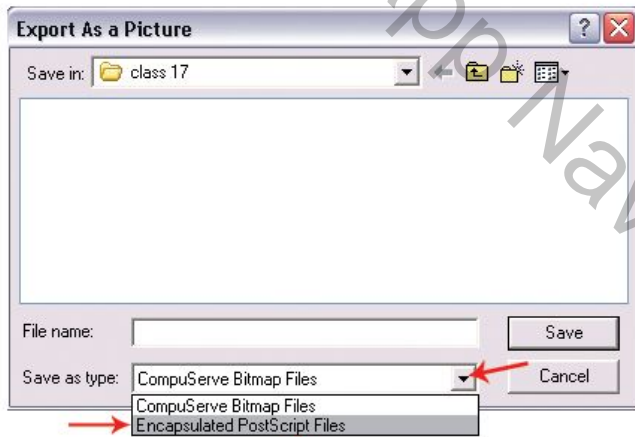 Export As a Picture
?
Save in: class 17
File name: Save
Save as type: CompuServe Bitmap Files Cancel
CompuServe Bitmap Files
Encapsulated PostScript Files